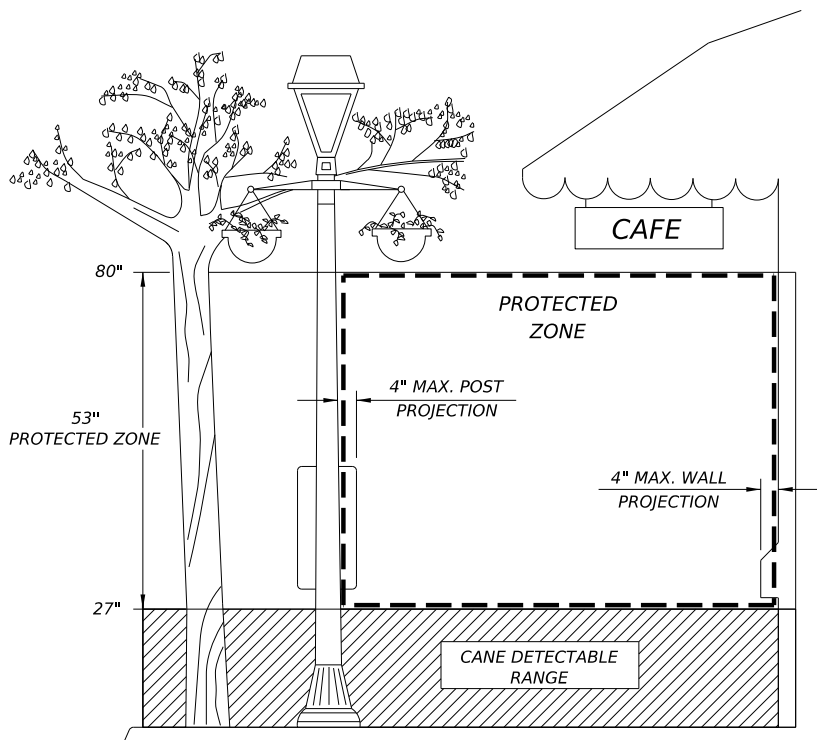 CAFE
80"
PROTECTED
ZONE
4" MAX. POST
PROJECTION
53"
PROTECTED ZONE
4" MAX. WALL
PROJECTION
27"
CANE DETECTABLE
RANGE